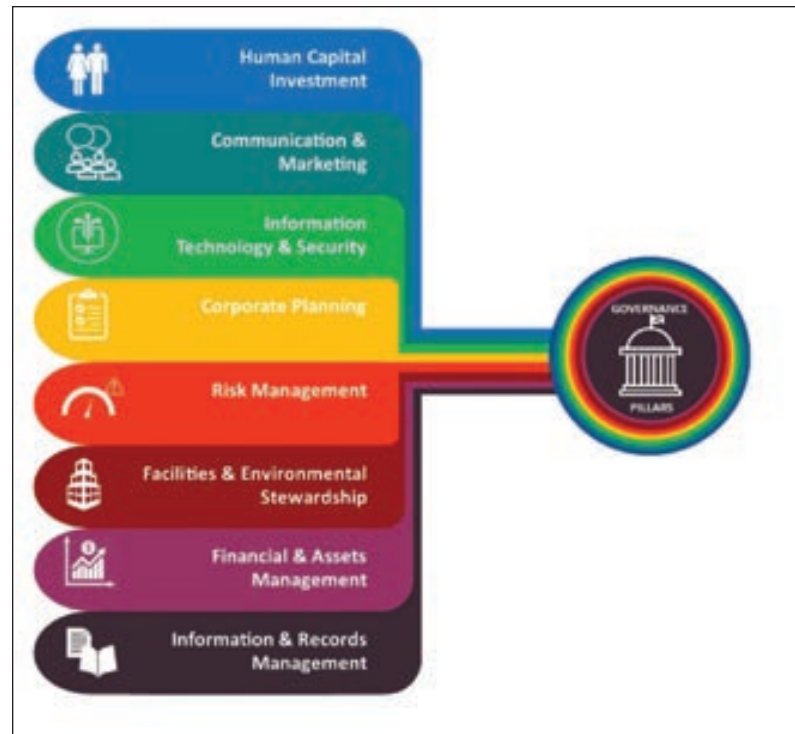 Human Capital
Investment
Communication &
Marketing
Information
Technology & Security
Corporate Planning
Risk Management
Facilities & Environmental
Stewardship
Financial & Assets
Management
Information & Records
Management
GOVERNANCE
PILLARS